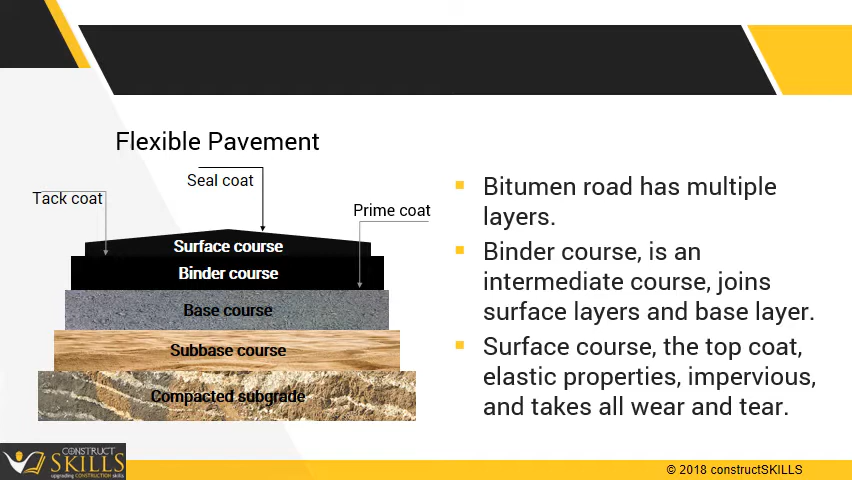 Flexible Pavement
Seal coat
Tack coat
Prime coat
Surface course
Binder course
Base course
Subbase course
Compacted subgrade
Bitumen road has multiple
layers.
Binder course, is an
intermediate course, joins
surface layers and base layer.
Surface course, the top coat,
elastic properties, impervious,
and takes all wear and tear.
CONSTRUCT
SKILLS
upgrading CONSTRUCTION skills
© 2018 constructSKILLS